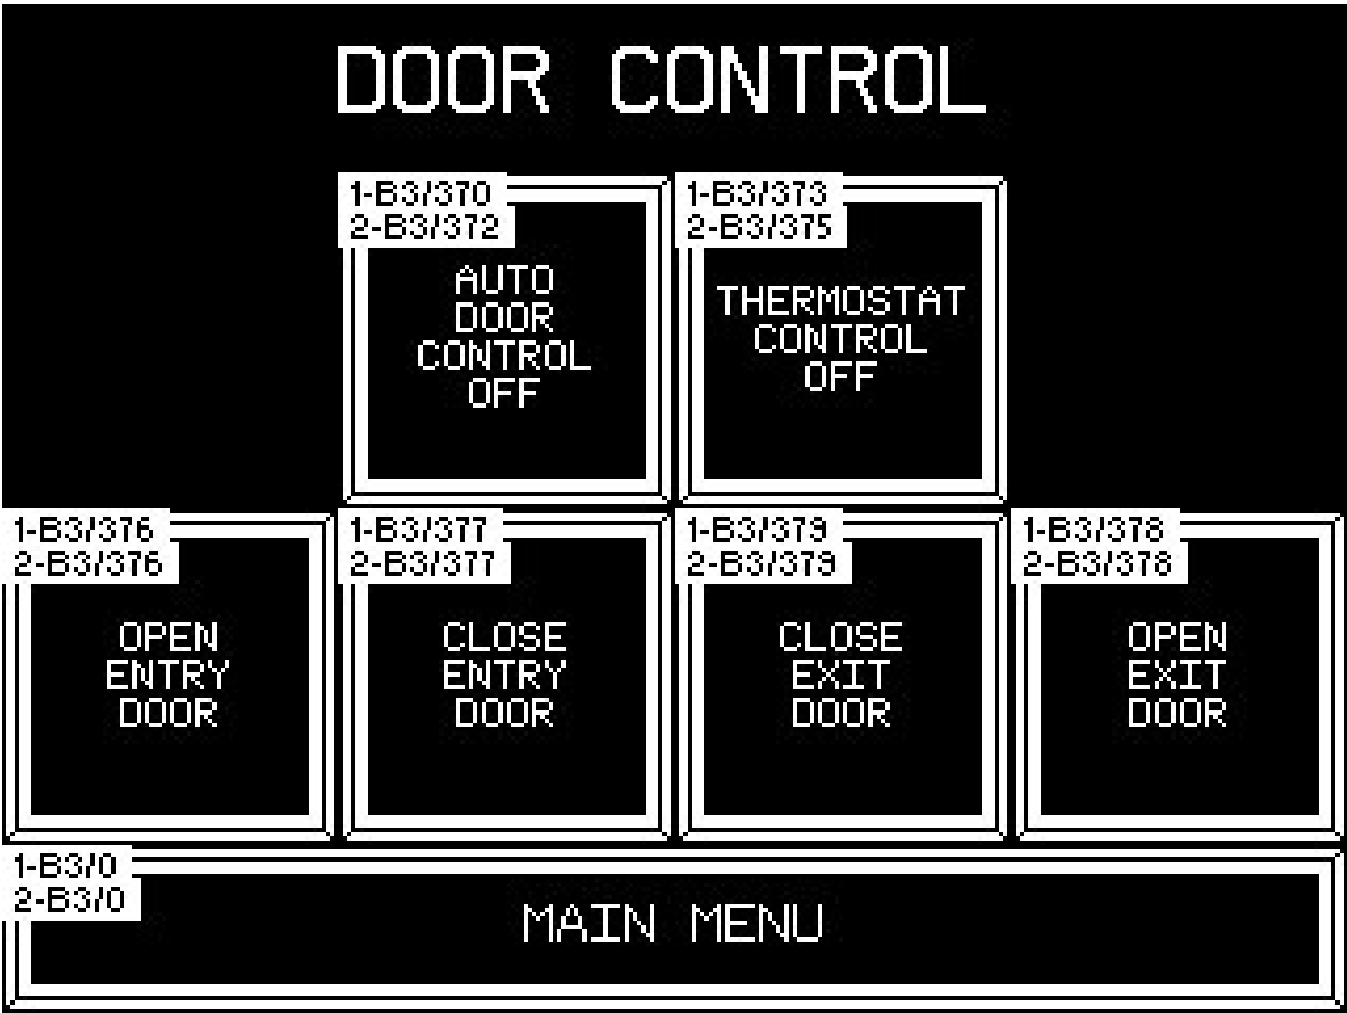 DOOR CONTROL
1-B3/370
2-B3/372
AUTO
DOOR
CONTROL
OFF
1-B3/373
2-B3/375
THERMOSTAT
CONTROL
OFF
1-B3/376
2-B3/376
OPEN
ENTRY
DOOR
1-B3/377
2-B3/377
CLOSE
ENTRY
DOOR
1-B3/379
2-B3/379
CLOSE
EXIT
DOOR
1-B3/378
2-B3/378
OPEN
EXIT
DOOR
1-B3/0
2-B3/0
MAIN MENU